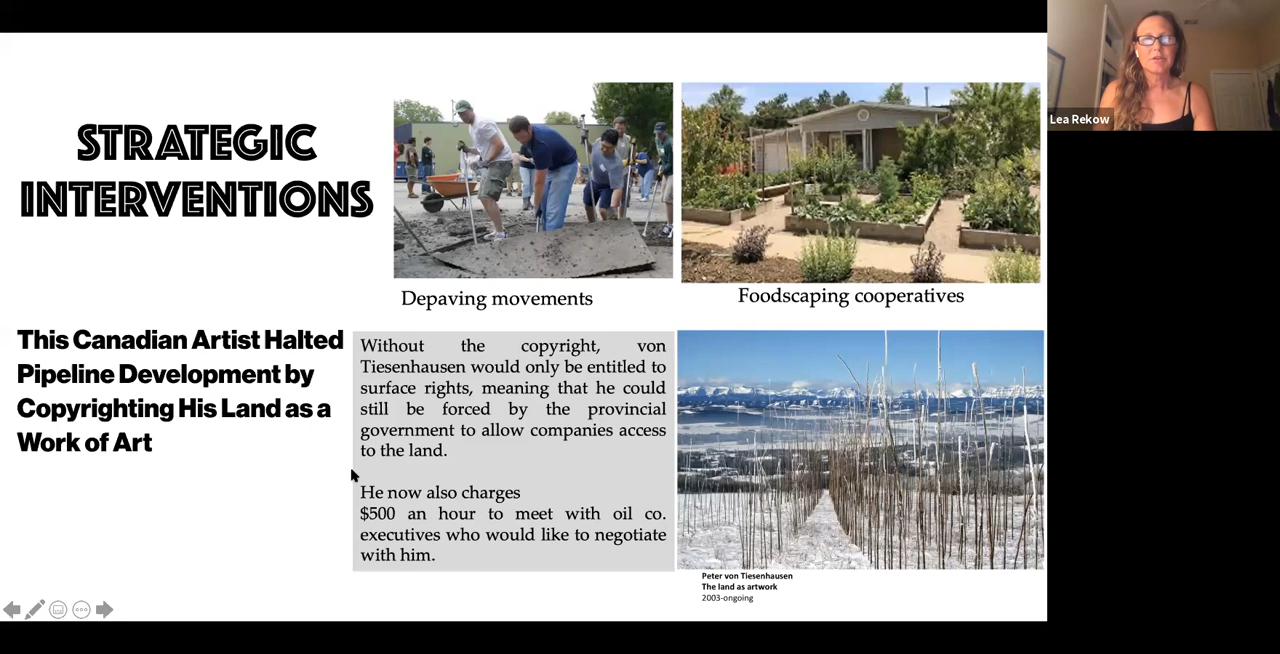 STRATEGIC
INTERVENTIONS
Depaving movements
Foodscaping cooperatives
This Canadian Artist Halted
Pipeline Development by
Copyrighting His Land as a
Work of Art
Without the copyright, von
Tiesenhausen would only be entitled to
surface rights, meaning that he could
still be forced by the provincial
government to allow companies access
to the land.
He now also charges
$500 an hour to meet with oil co.
executives who would like to negotiate
with him.
Peter von Tiesenhausen
The land as artwork
2003-ongoing
Lea Rekow